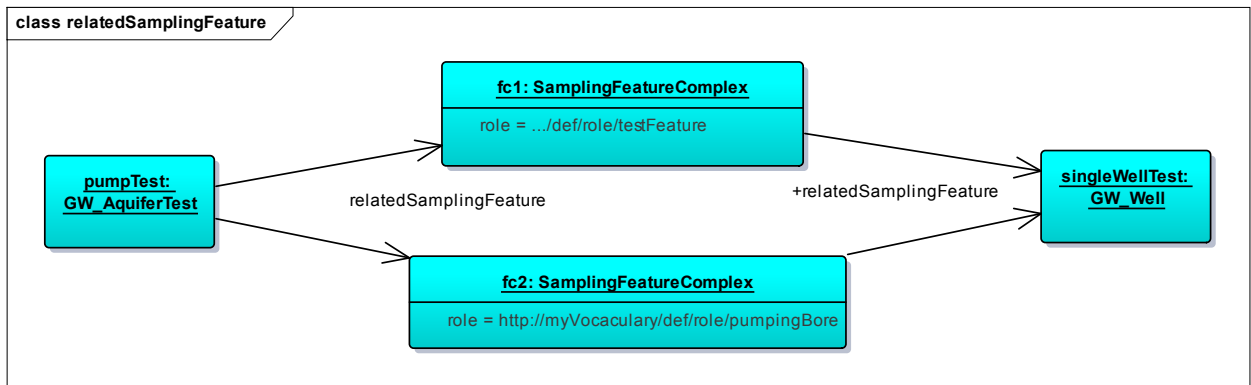 class relatedSamplingFeature
fc1: SamplingFeatureComplex
role = .../def/role/testFeature
pumpTest:
GW_AquiferTest
relatedSamplingFeature
+relatedSamplingFeature
singleWellTest:
GW_Well
fc2: SamplingFeatureComplex
role = http://myVocaculary/def/role/pumpingBore